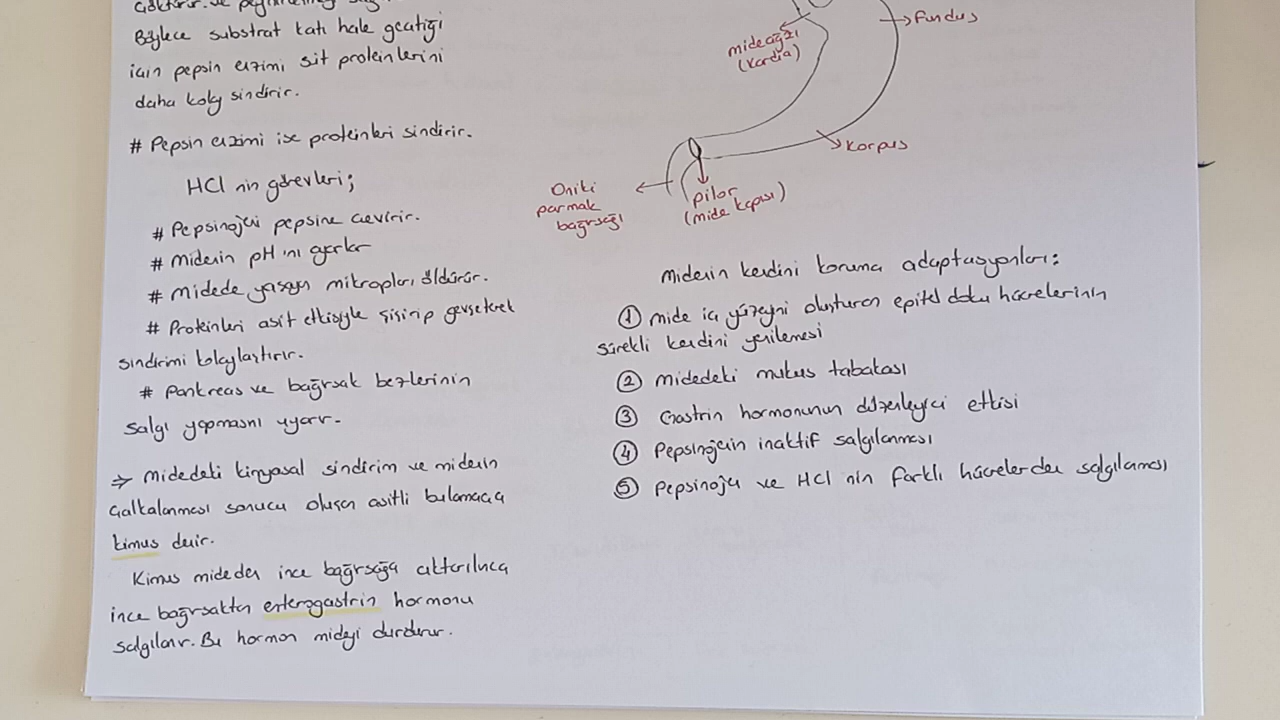 Çöktürür. ve peynirleşmeyi
Böylece substrat katı hale geçtiği
için pepsin enzimi süt proteinlerini
daha kolay sindirir.
# Pepsin enzimi ise proteinleri sindirir.
HCl nin görevleri;
# Pepsinojeni pepsine çevirir.
# Midenin pH ını ayarlar
# Midede yaşayan mikropları öldürür.
# Proteinleri asit etkisiyle şişirip gevşeterek
sindirimi kolaylaştırır.
# Pankreas ve bağırsak bezlerinin
salgı yapmasını uyarır.
⇒ Midedeki kimyasal sindirim ve midenin
çalkalanması sonucu oluşan asitli bulamaca
kimus denir.
Kimus mideden ince bağırsağa aktarılınca
ince bağırsaktan enterogastrin hormonu
salgılanır. Bu hormon mideyi durdurur.
fundus
mide ağzı
(kardia)
korpus
Oniki
parmak
bağırsağı
pilor
(mide kapısı)
Midenin kendini koruma adaptasyonları:
① mide iç yüzeyni oluşturan epitel doku hücrelerinin
sürekli kendini yenilemesi
② midedeki mukus tabakası
③ Gastrin hormonunun düzenleyici etkisi
④ Pepsinojenin inaktif salgılanması
⑤ Pepsinojen ve HCl nin farklı hücrelerden salgılanması